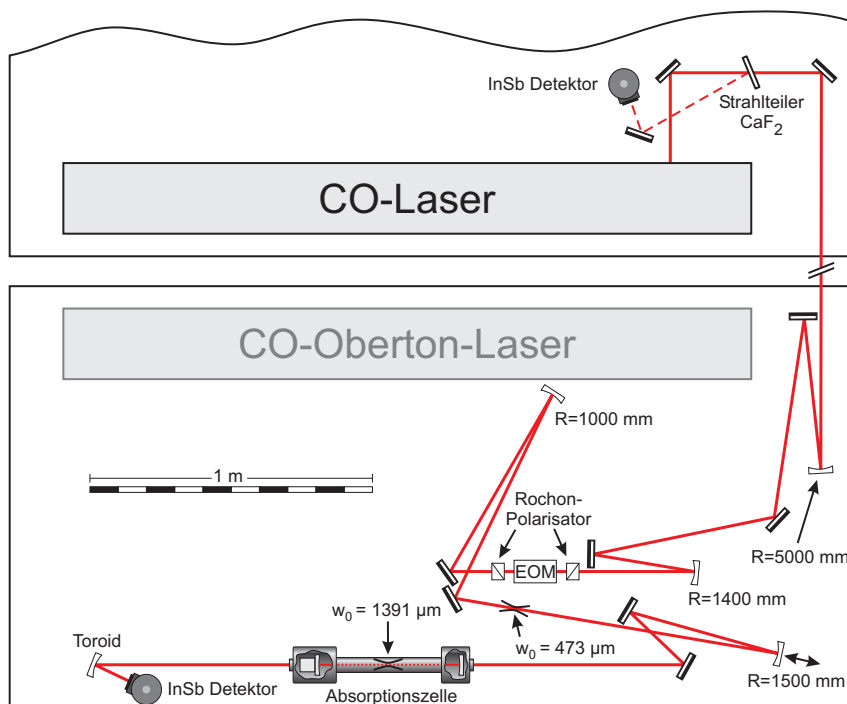 InSb Detektor
Strahlteiler
CaF2
CO-Laser
CO-Oberton-Laser
R=1000 mm
1 m
Rochon-
Polarisator
EOM
R=5000 mm
R=1400 mm
w0 = 1391 µm
w0 = 473 µm
Toroid
InSb Detektor
Absorptionszelle
R=1500 mm